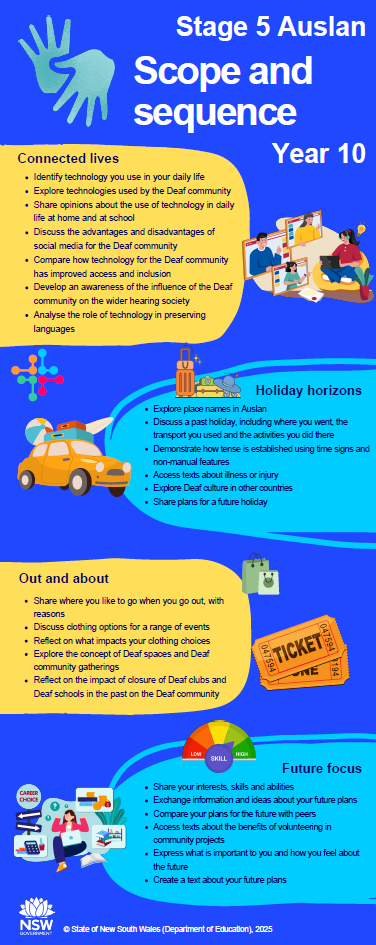 Stage 5 Auslan
Scope and
sequence
Year 10
Connected lives
• Identify technology you use in your daily life
• Explore technologies used by the Deaf community
• Share opinions about the use of technology in daily
life at home and at school
• Discuss the advantages and disadvantages of
social media for the Deaf community
• Compare how technology for the Deaf community
has improved access and inclusion
• Develop an awareness of the influence of the Deaf
community on the wider hearing society
• Analyse the role of technology in preserving
languages
Holiday horizons
• Explore place names in Auslan
• Discuss a past holiday, including where you went, the
transport you used and the activities you did there
• Demonstrate how tense is established using time signs and
non-manual features
• Access texts about illness or injury
• Explore Deaf culture in other countries
• Share plans for a future holiday
Out and about
• Share where you like to go when you go out, with
reasons
• Discuss clothing options for a range of events
• Reflect on what impacts your clothing choices
• Explore the concept of Deaf spaces and Deaf
community gatherings
• Reflect on the impact of closure of Deaf clubs and
Deaf schools in the past on the Deaf community
047594
TICKET
047594
LOW
HIGH
SKILL
Future focus
• Share your interests, skills and abilities
• Exchange information and ideas about your future plans
• Compare your plans for the future with peers
• Access texts about the benefits of volunteering in
community projects
• Express what is important to you and how you feel about
the future
• Create a text about your future plans
CAREER
CHOICE
NSW
GOVERNMENT
© State of New South Wales (Department of Education), 2025